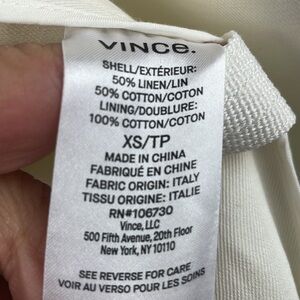 VINCE.
SHELL/EXTÉRIEUR:
50% LINEN/LIN
50% COTTON/COTON
LINING/DOUBLURE:
100% COTTON/COTON
XS/TP
MADE IN CHINA
FABRIQUÉ EN CHINE
FABRIC ORIGIN: ITALY
TISSU ORIGINE: ITALIE
RN#106730
Vince, LLC
500 Fifth Avenue, 20th Floor
New York, NY 10110
SEE REVERSE FOR CARE
VOIR AU VERSO POUR LES SOINS